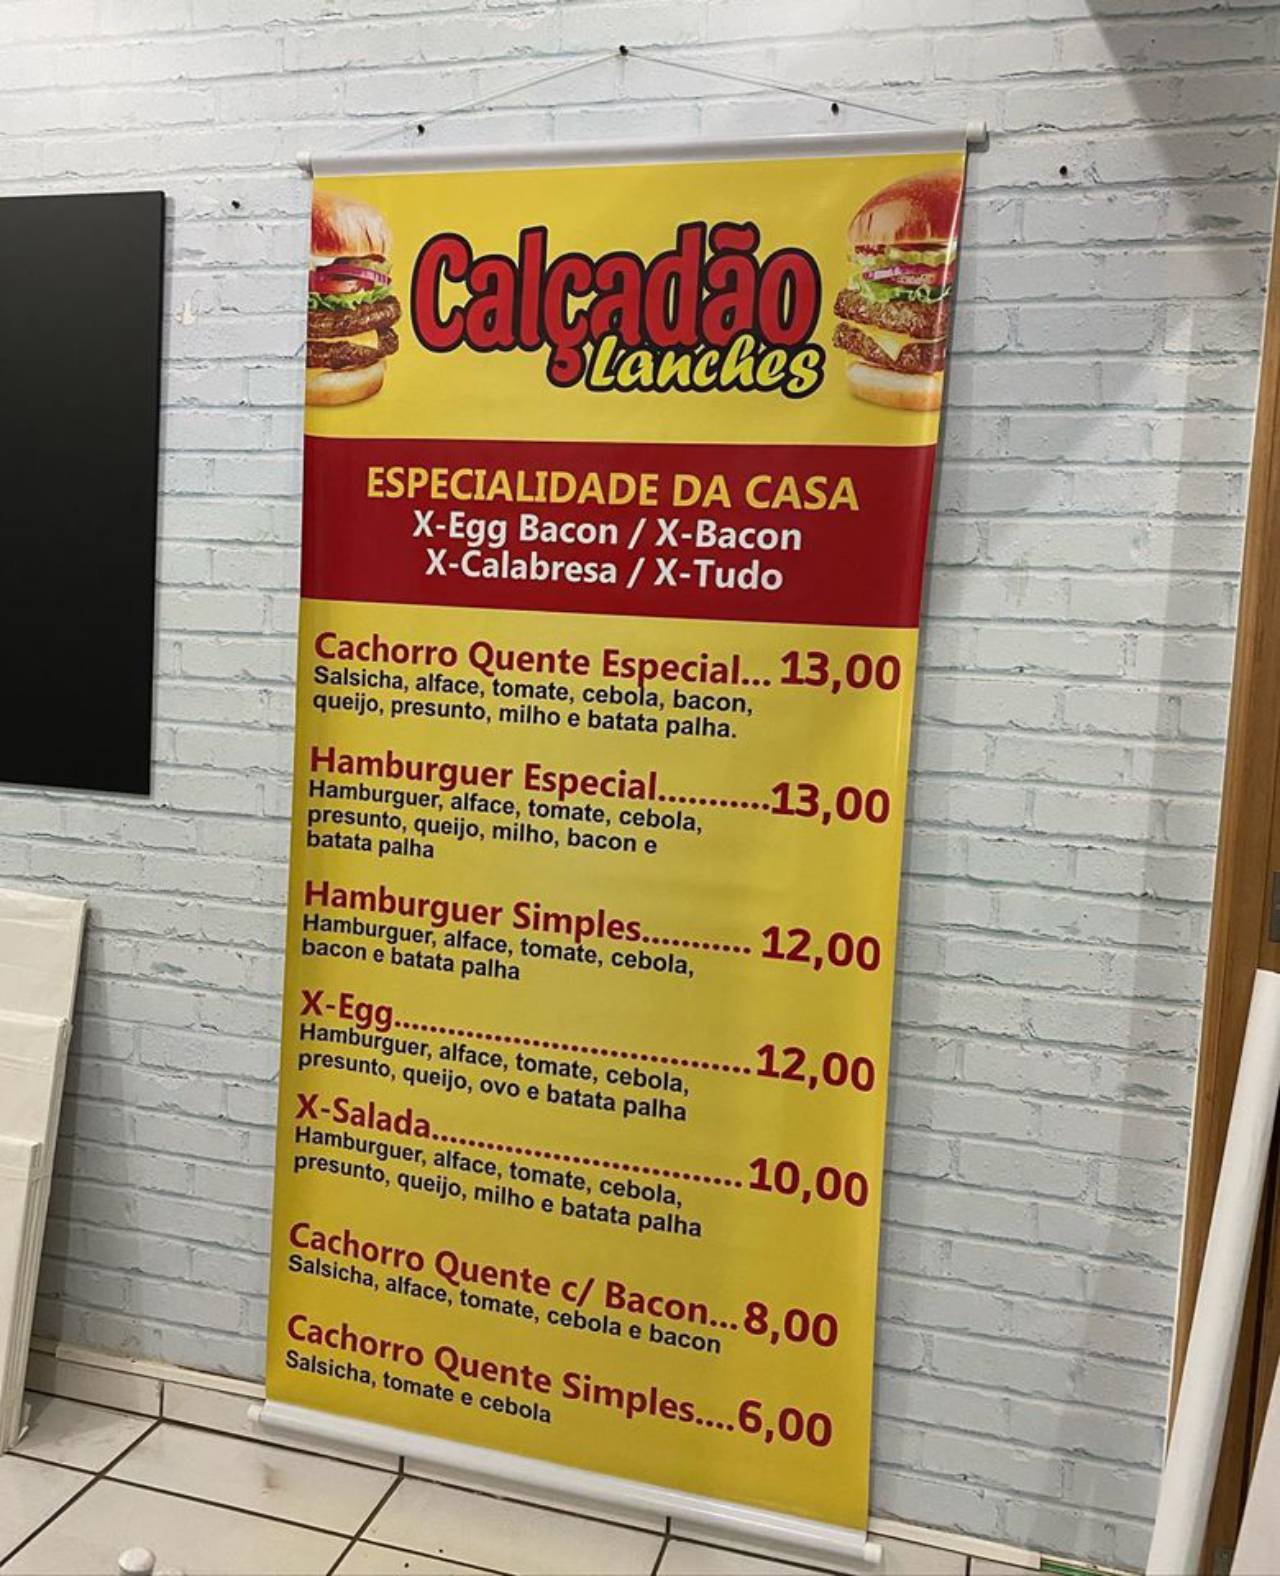 Calçadão
Lanches
ESPECIALIDADE DA CASA
X-Egg Bacon / X-Bacon
X-Calabresa / X-Tudo
Cachorro Quente Especial... 13,00
Salsicha, alface, tomate, cebola, bacon,
queijo, presunto, milho e batata palha.
Hamburguer Especial...........13,00
Hamburguer, alface, tomate, cebola,
presunto, queijo, milho, bacon e
batata palha
Hamburguer Simples........... 12,00
Hamburguer, alface, tomate, cebola,
bacon e batata palha
X-Egg.......................................12,00
Hamburguer, alface, tomate, cebola,
presunto, queijo, ovo e batata palha
X-Salada..................................10,00
Hamburguer, alface, tomate, cebola,
presunto, queijo, milho e batata palha
Cachorro Quente c/ Bacon...8,00
Salsicha, alface, tomate, cebola e bacon
Cachorro Quente Simples....6,00
Salsicha, tomate e cebola